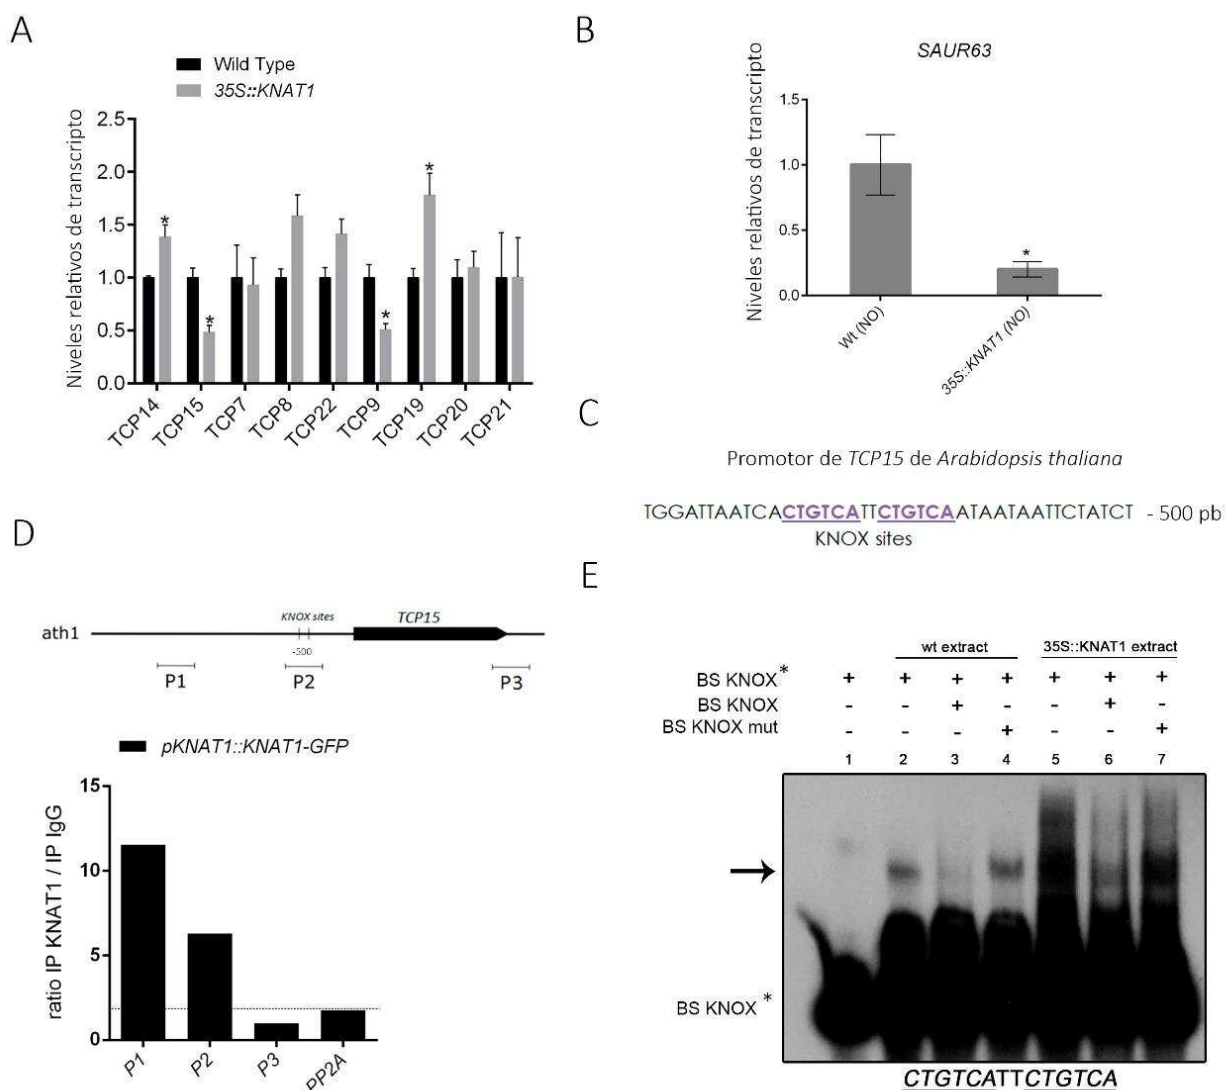 A
Wild Type
35S::KNAT1
Niveles relativos de transcripto
2.5
2.0
1.5
1.0
0.5
0.0
*
*
*
*
TCP14
TCP15
TCP7
TCP8
TCP22
TCP9
TCP19
TCP20
TCP21
B
SAUR63
Niveles relativos de transcripto
1.5
1.0
0.5
0.0
*
Wt (NO)
35S::KNAT1 (NO)
C
Promotor de TCP15 de Arabidopsis thaliana
TGGATTAATCACTGTCATTCTGTCAATAATAATTCTATCT - 500 pb
KNOX sites
D
KNOX sites
TCP15
ath1
-500
P1
P2
P3
pKNAT1::KNAT1-GFP
ratio IP KNAT1 / IP IgG
15
10
5
0
P1
P2
P3
PP2A
E
wt extract
35S::KNAT1 extract
BS KNOX* + + + + + + +
BS KNOX - - + - - + -
BS KNOX mut - - - + - - +
1 2 3 4 5 6 7
BS KNOX *
CTGTCATTCTGTCA